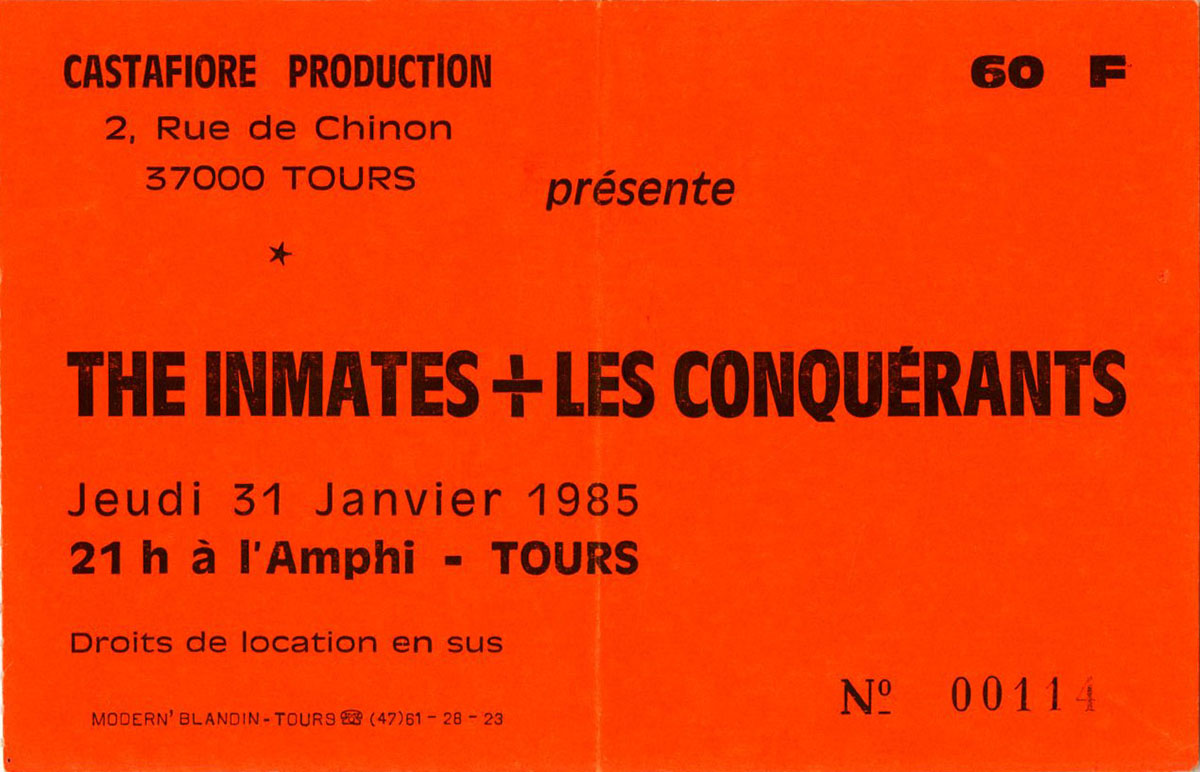 CASTAFIORE PRODUCTION
60 F
2, Rue de Chinon
37000 TOURS
présente
★
THE INMATES + LES CONQUÉRANTS
Jeudi 31 Janvier 1985
21 h à l'Amphi - TOURS
Droits de location en sus
Nº 00114
MODERN' BLANDIN - TOURS ☎ (47) 61 - 28 - 23